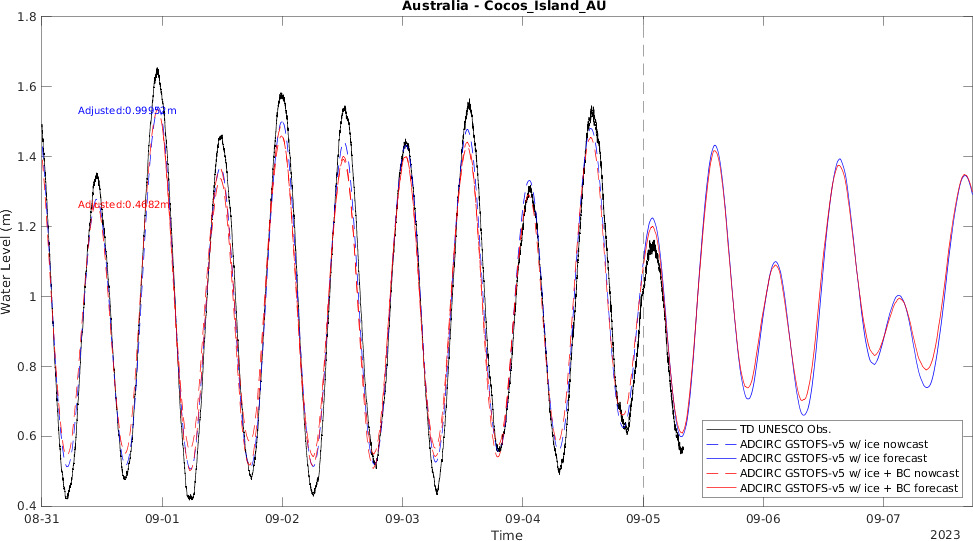 Australia - Cocos_Island_AU
1.8
1.6
1.4
1.2
1
0.8
0.6
0.4
Water Level (m)
Adjusted:0.99952m
Adjusted:0.4682m
TD UNESCO Obs.
ADCIRC GSTOFS-v5 w/ ice nowcast
ADCIRC GSTOFS-v5 w/ ice forecast
ADCIRC GSTOFS-v5 w/ ice + BC nowcast
ADCIRC GSTOFS-v5 w/ ice + BC forecast
08-31 09-01 09-02 09-03 09-04 09-05 09-06 09-07
Time
2023